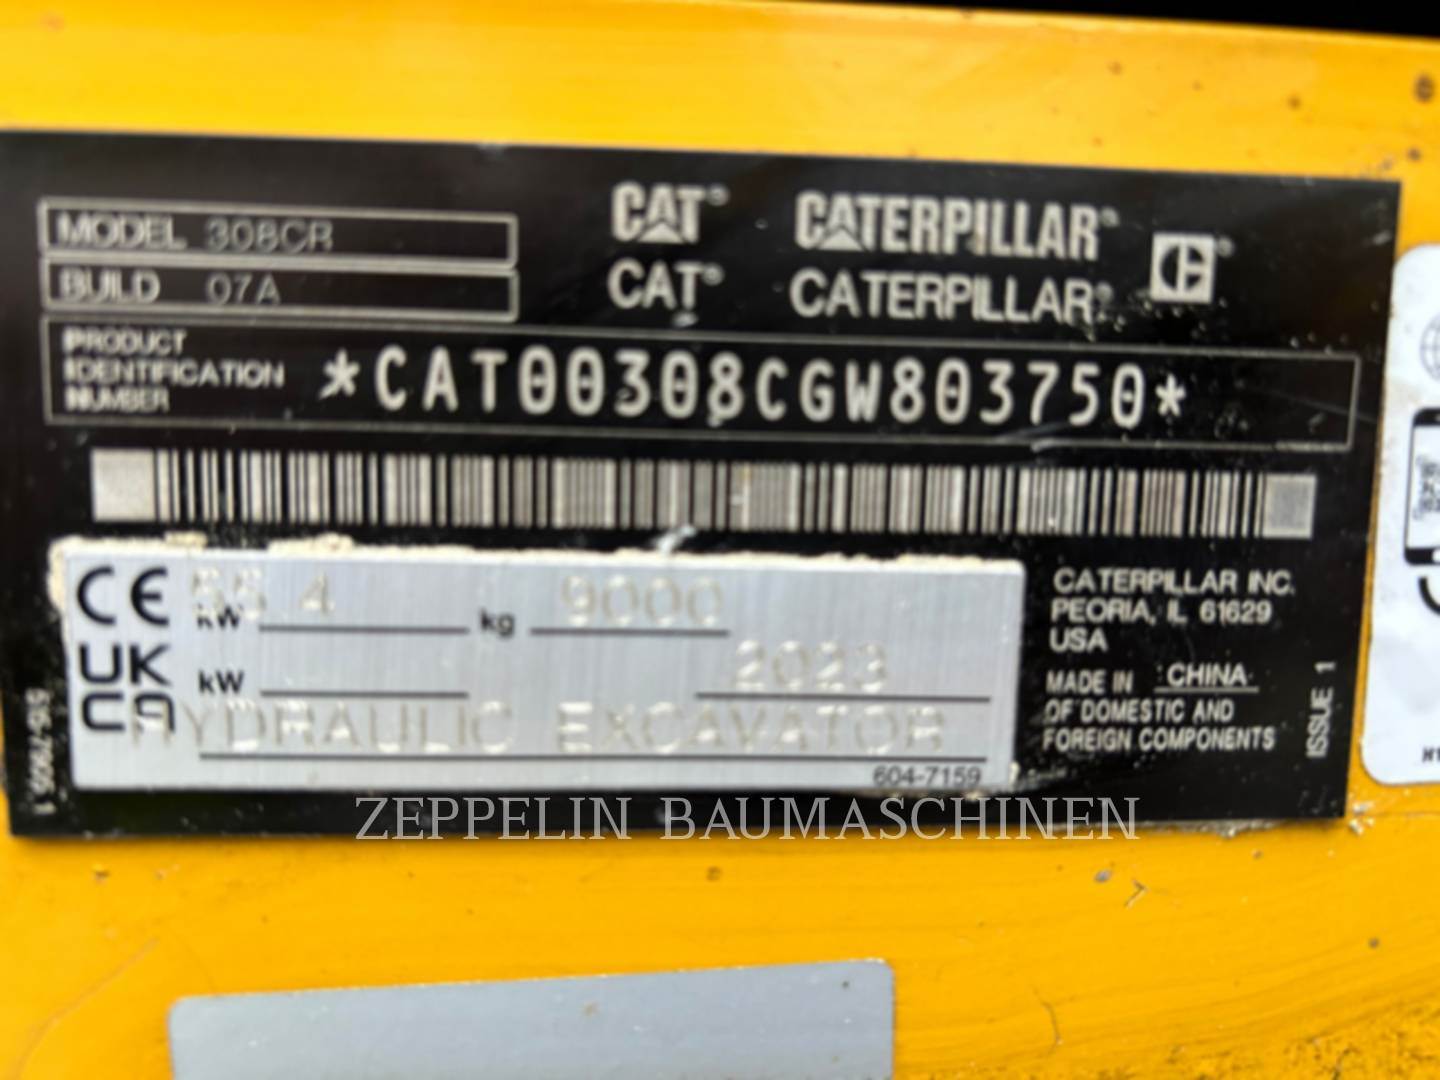 MODEL 308CR
BUILD 07A
CAT® CATERPILLAR®
CAT® CATERPILLAR®
PRODUCT
IDENTIFICATION
NUMBER
*CAT00308CGW803750*
CE 55 4 kW kg 9000
UK
CA kW 2023
HYDRAULIC EXCAVATOR
604-7159
CATERPILLAR INC.
PEORIA, IL 61629
USA
MADE IN CHINA
OF DOMESTIC AND
FOREIGN COMPONENTS
ISSUE 1
ZEPPELIN BAUMASCHINEN